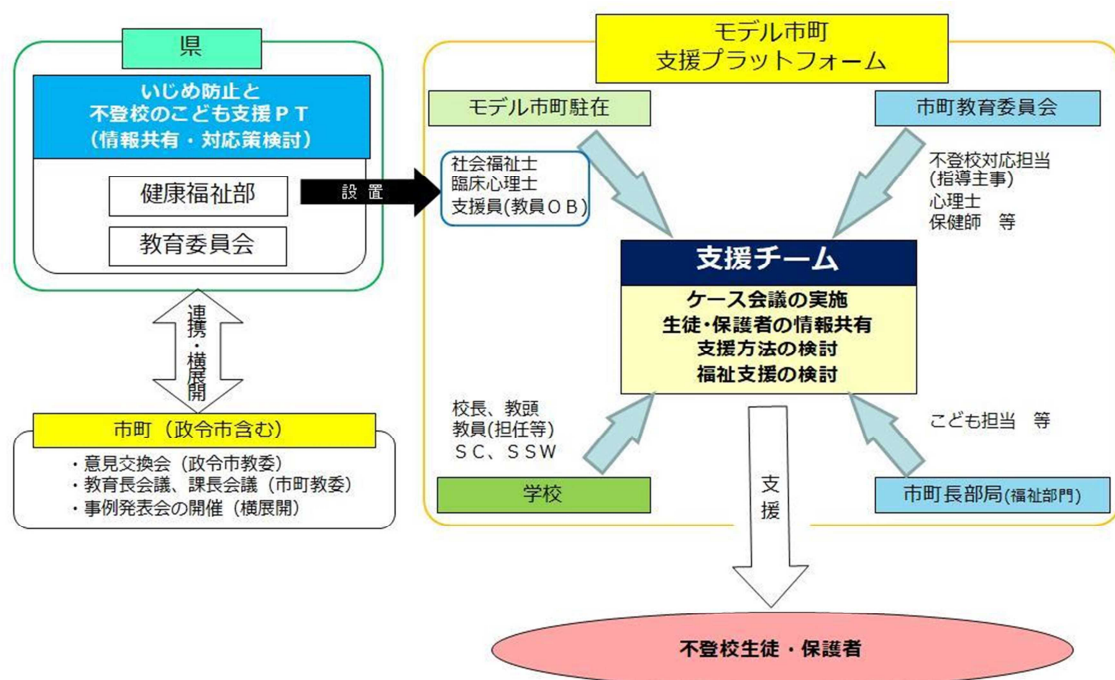 県
いじめ防止と
不登校のこども支援ＰＴ
（情報共有・対応策検討）
健康福祉部
教育委員会
設置
連携・横展開
市町（政令市含む）
・意見交換会（政令市教委）
・教育長会議、課長会議（市町教委）
・事例発表会の開催（横展開）
モデル市町
支援プラットフォーム
モデル市町駐在
社会福祉士
臨床心理士
支援員(教員ＯＢ)
市町教育委員会
不登校対応担当
(指導主事)
心理士
保健師　等
支援チーム
ケース会議の実施
生徒・保護者の情報共有
支援方法の検討
福祉支援の検討
校長、教頭
教員(担任等)
ＳＣ、ＳＳＷ
学校
こども担当　等
市町長部局(福祉部門)
支援
不登校生徒・保護者